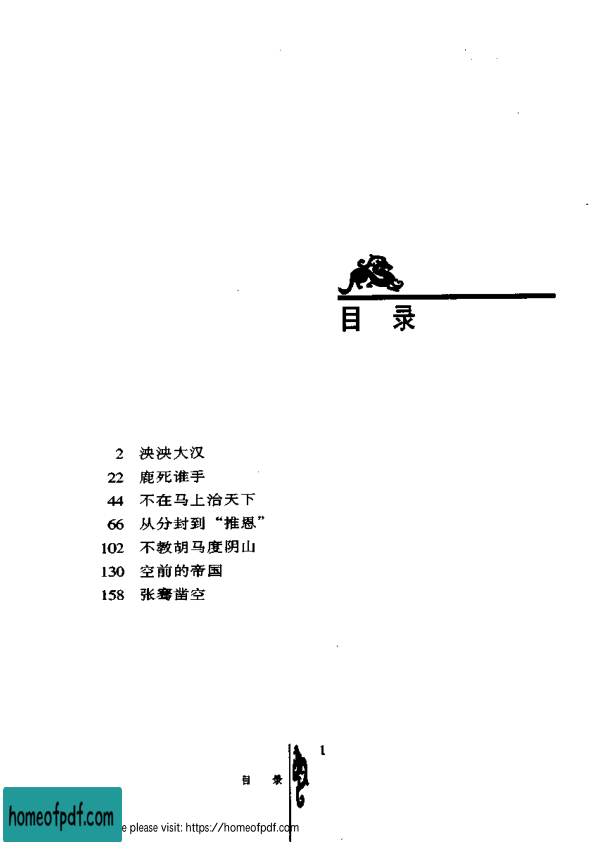 目 录
2 泱泱大汉
22 鹿死谁手
44 不在马上治天下
66 从分封到“推恩”
102 不教胡马度阴山
130 空前的帝国
158 张骞凿空
1
目 录
homeofpdf.com
e please visit: https://homeofpdf.com